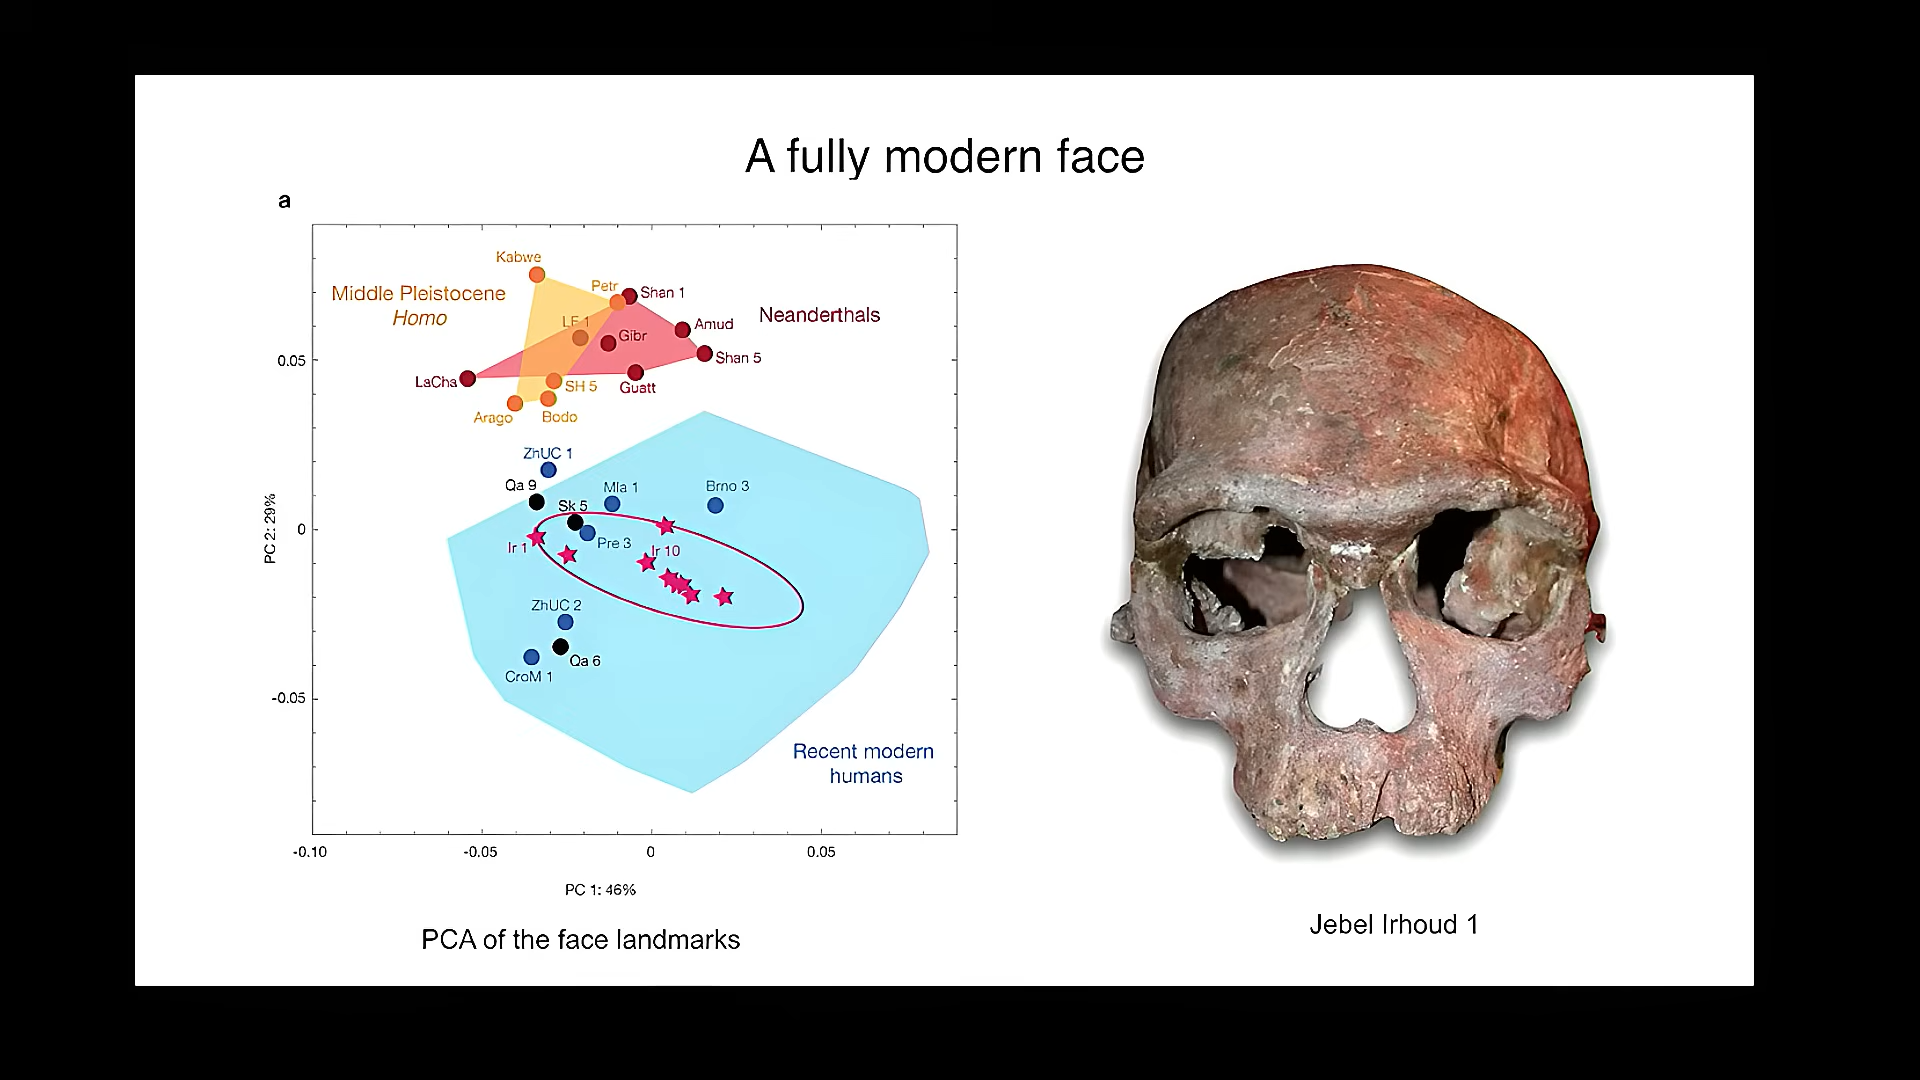 A fully modern face
a
Kabwe
Middle Pleistocene
Homo
Petr
Shan 1
Neanderthals
LF 1
Gibr
Amud
Shan 5
LaCha
SH 5
Guatt
Arago
Bodo
ZhUC 1
Qa 9
Sk 5
Mla 1
Brno 3
Pre 3
Ir 1
Ir 10
ZhUC 2
Qa 6
CroM 1
Recent modern
humans
0.05
0
-0.05
PC 2: 29%
-0.10
-0.05
0
0.05
PC 1: 46%
PCA of the face landmarks
Jebel Irhoud 1